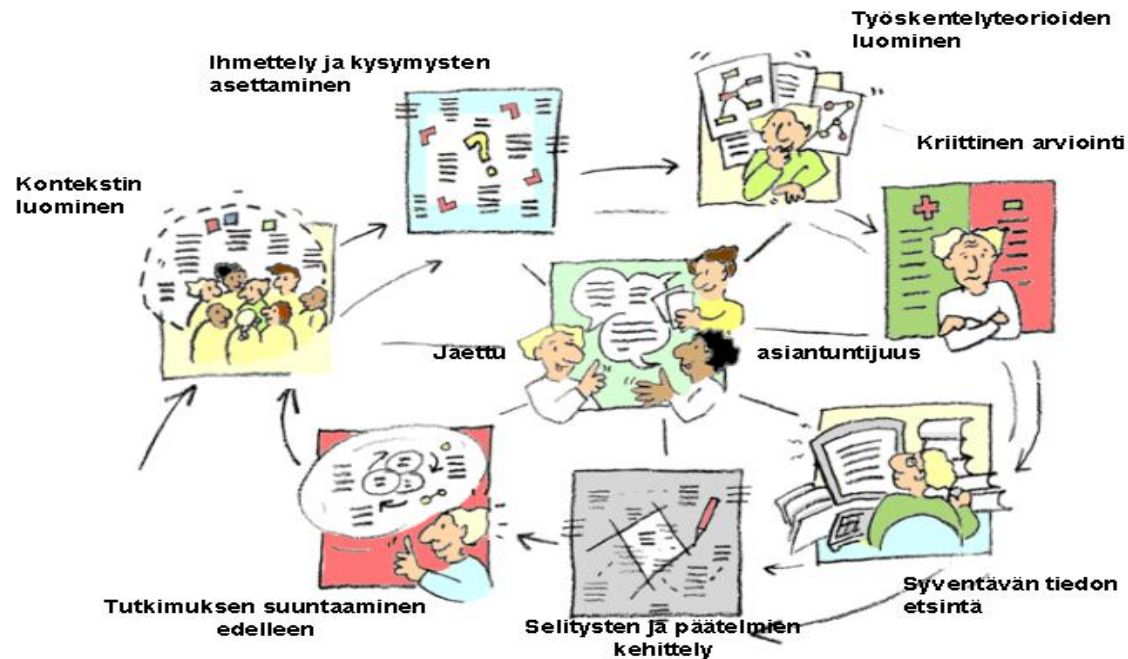 Työskentelyteorioiden
luominen
Ihmettely ja kysymysten
asettaminen
Kriittinen arviointi
Kontekstin
luominen
Jaettu asiantuntijuus
Syventävän tiedon
etsintä
Tutkimuksen suuntaaminen
edelleen
Selitysten ja päätelmien
kehittely